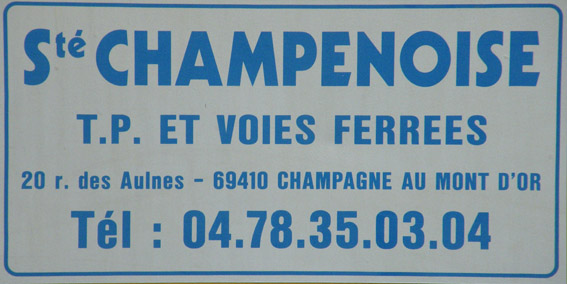 Sté CHAMPENOISE
T.P. ET VOIES FERREES
20 r. des Aulnes - 69410 CHAMPAGNE AU MONT D'OR
Tél : 04.78.35.03.04